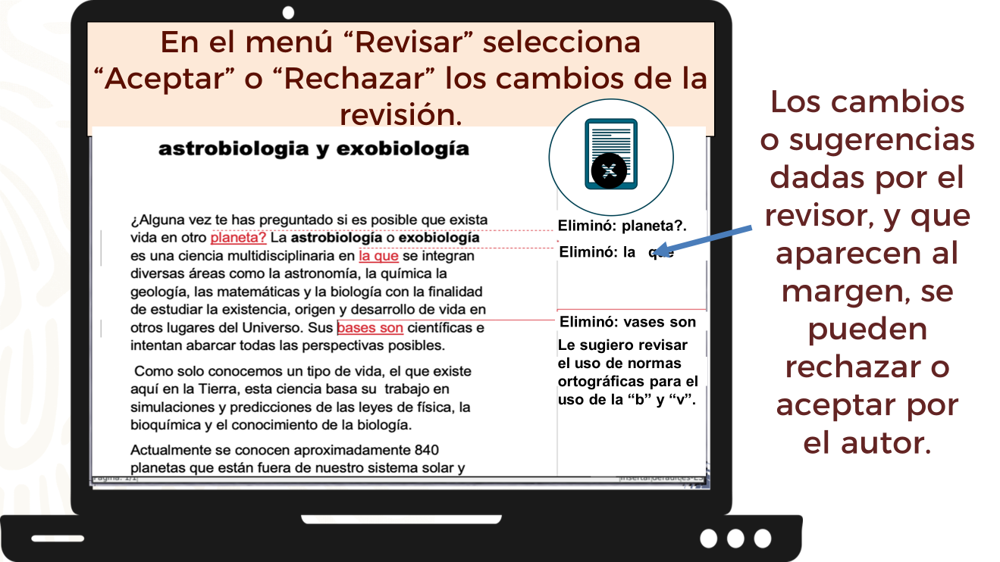 En el menú “Revisar” selecciona
“Aceptar” o “Rechazar” los cambios de la
revisión.
astrobiologia y exobiología
¿Alguna vez te has preguntado si es posible que exista
vida en otro planeta? La astrobiología o exobiología
es una ciencia multidisciplinaria en la que se integran
diversas áreas como la astronomía, la química la
geología, las matemáticas y la biología con la finalidad
de estudiar la existencia, origen y desarrollo de vida en
otros lugares del Universo. Sus bases son científicas e
intentan abarcar todas las perspectivas posibles.
Como solo conocemos un tipo de vida, el que existe
aquí en la Tierra, esta ciencia basa su trabajo en
simulaciones y predicciones de las leyes de física, la
bioquímica y el conocimiento de la biología.
Actualmente se conocen aproximadamente 840
planetas que están fuera de nuestro sistema solar y
Eliminó: planeta?.
Eliminó: la que
Eliminó: vases son
Le sugiero revisar
el uso de normas
ortográficas para el
uso de la “b” y “v”.
Los cambios
o sugerencias
dadas por el
revisor, y que
aparecen al
margen, se
pueden
rechazar o
aceptar por
el autor.